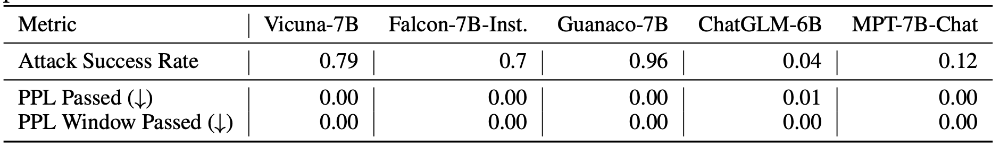 Metric Vicuna-7B Falcon-7B-Inst. Guanaco-7B ChatGLM-6B MPT-7B-Chat
Attack Success Rate 0.79 0.7 0.96 0.04 0.12
PPL Passed (↓) 0.00 0.00 0.00 0.01 0.00
PPL Window Passed (↓) 0.00 0.00 0.00 0.00 0.00